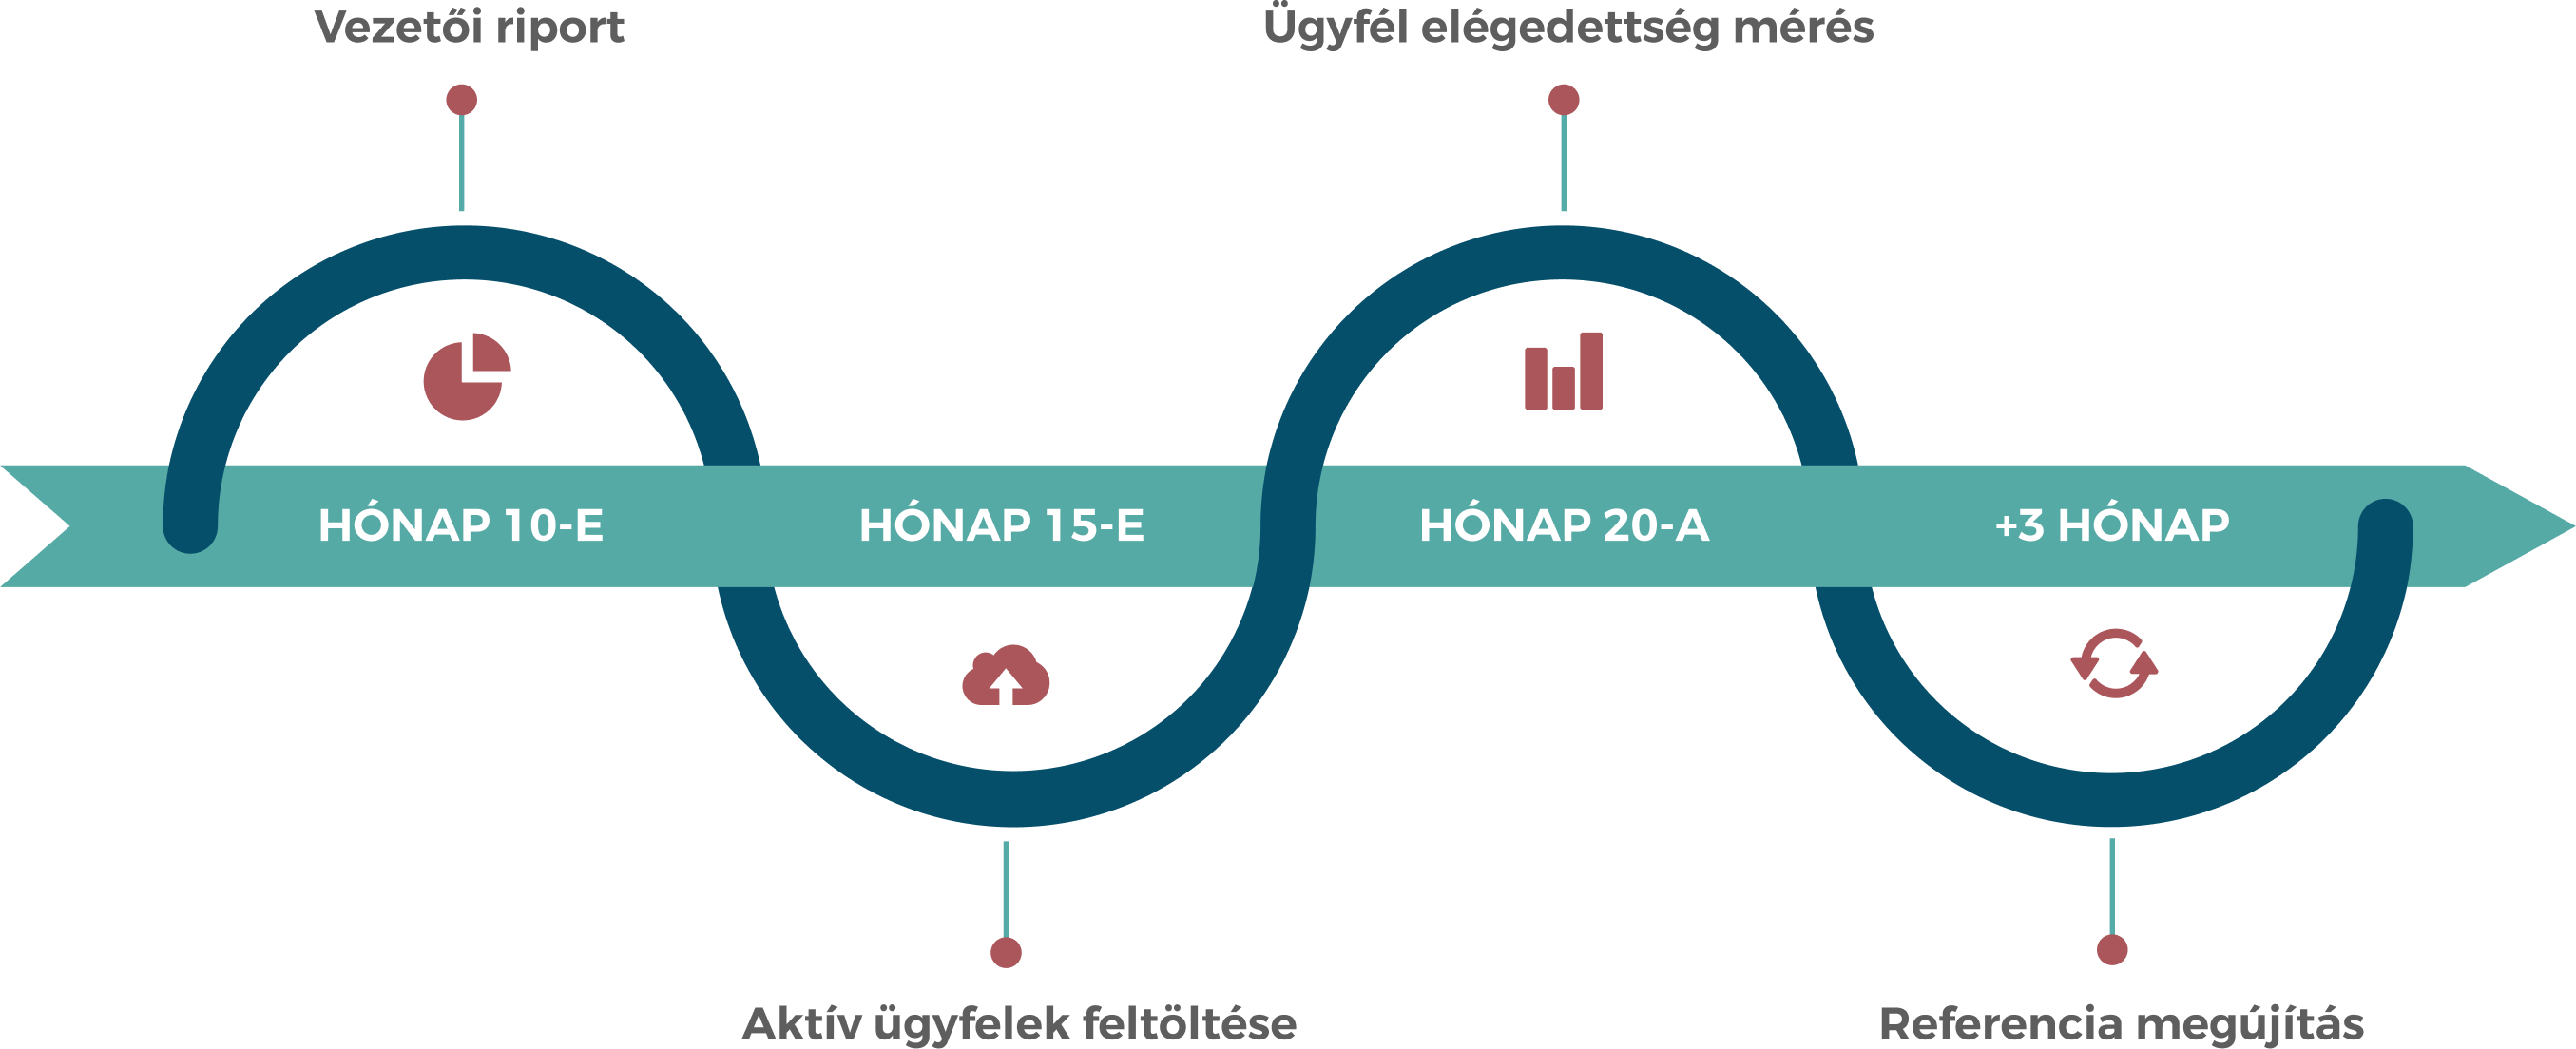 Vezetői riport
Ügyfél elégedettség mérés
HÓNAP 10-E
HÓNAP 15-E
HÓNAP 20-A
+3 HÓNAP
Aktív ügyfelek feltöltése
Referencia megújítás